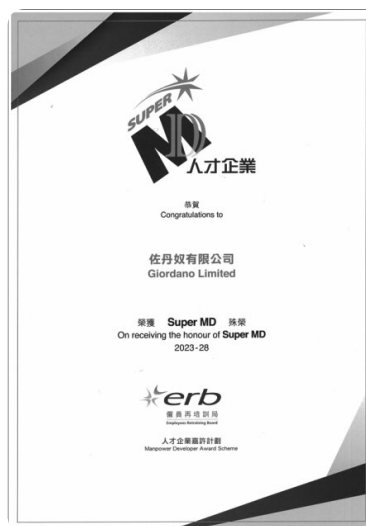 SUPER
MD
人才企業
恭賀
Congratulations to
佐丹奴有限公司
Giordano Limited
榮獲 Super MD 殊榮
On receiving the honour of Super MD
2023-28
erb
僱員再培訓局
Employees Retraining Board
人才企業嘉許計劃
Manpower Developer Award Scheme